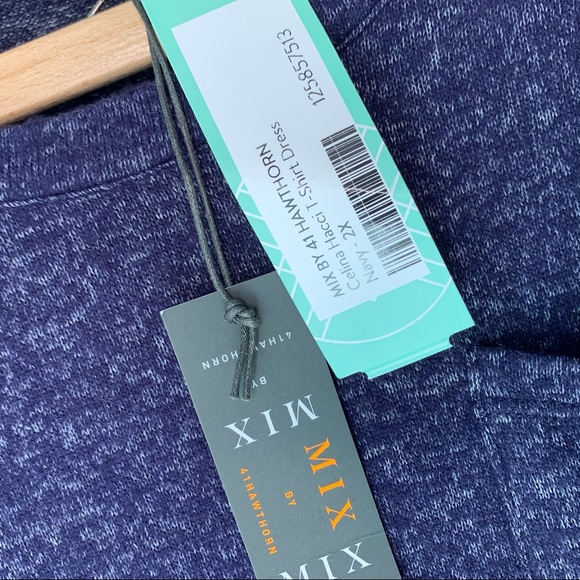 MIX BY 41 HAWTHORN
Celina Hacci T-Shirt Dress
Navy - 2X
125857513
41HAWTHORN
BY
MIX
MIX
BY
41HAWTHORN
MIX